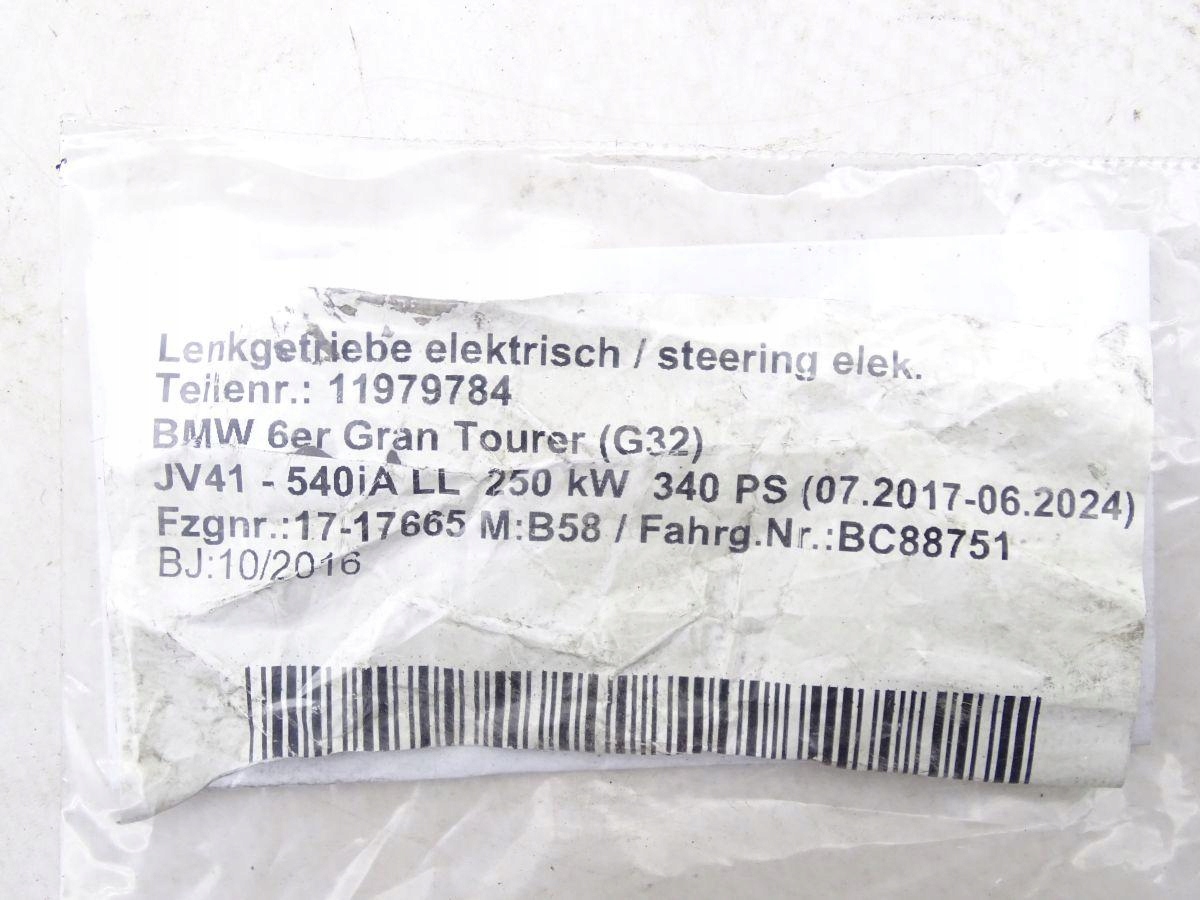 Lenkgetriebe elektrisch / steering elek.
Teilenr.: 11979784
BMW 6er Gran Tourer (G32)
JV41 - 540iA LL 250 kW 340 PS (07.2017-06.2024)
Fzgnr.:17-17665 M:B58 / Fahrg.Nr.:BC88751
BJ:10/2016